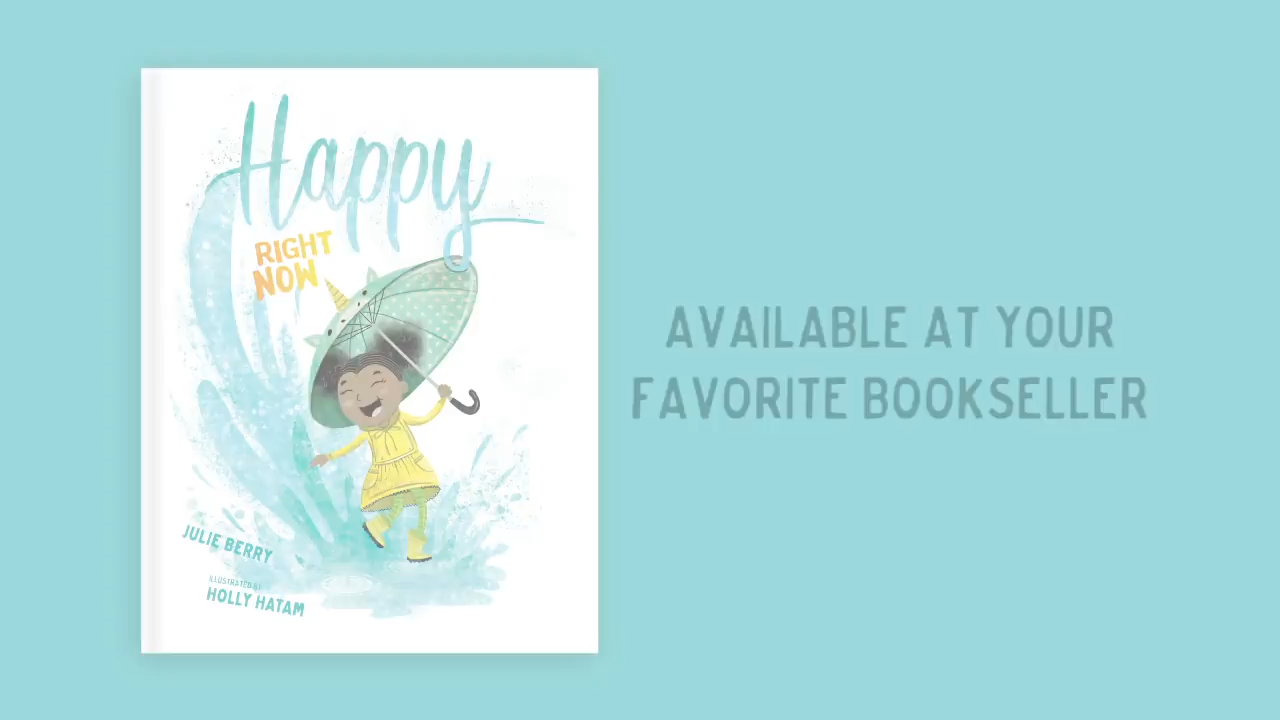 Happy
RIGHT
NOW
JULIE BERRY
ILLUSTRATED BY
HOLLY HATAM
AVAILABLE AT YOUR
FAVORITE BOOKSELLER